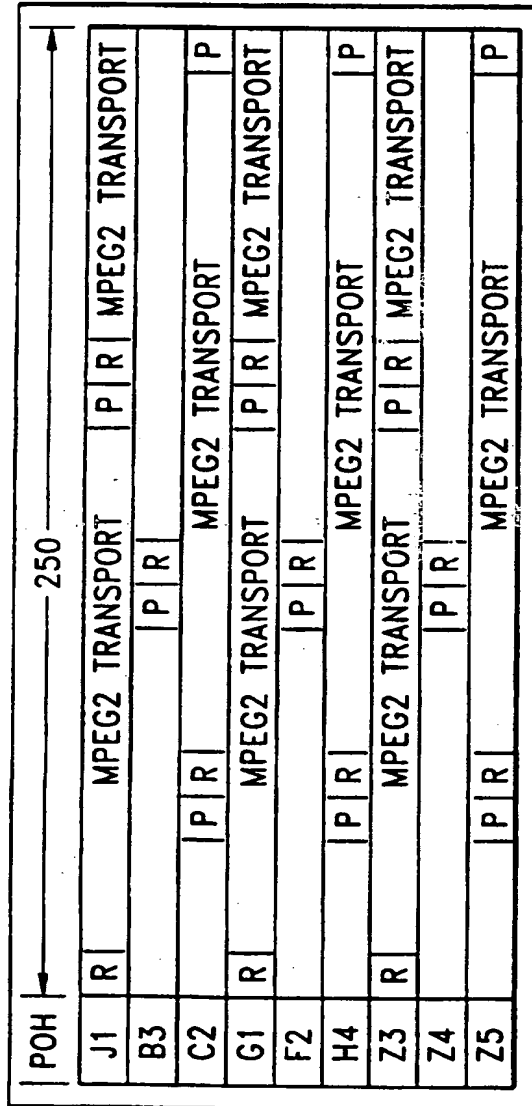 POH 250
J1 R MPEG2 TRANSPORT P R MPEG2 TRANSPORT
B3 P R
C2 P R MPEG2 TRANSPORT P
G1 R MPEG2 TRANSPORT P R MPEG2 TRANSPORT
F2 P R
H4 P R MPEG2 TRANSPORT P
Z3 R MPEG2 TRANSPORT P R MPEG2 TRANSPORT
Z4 P R
Z5 P R MPEG2 TRANSPORT P